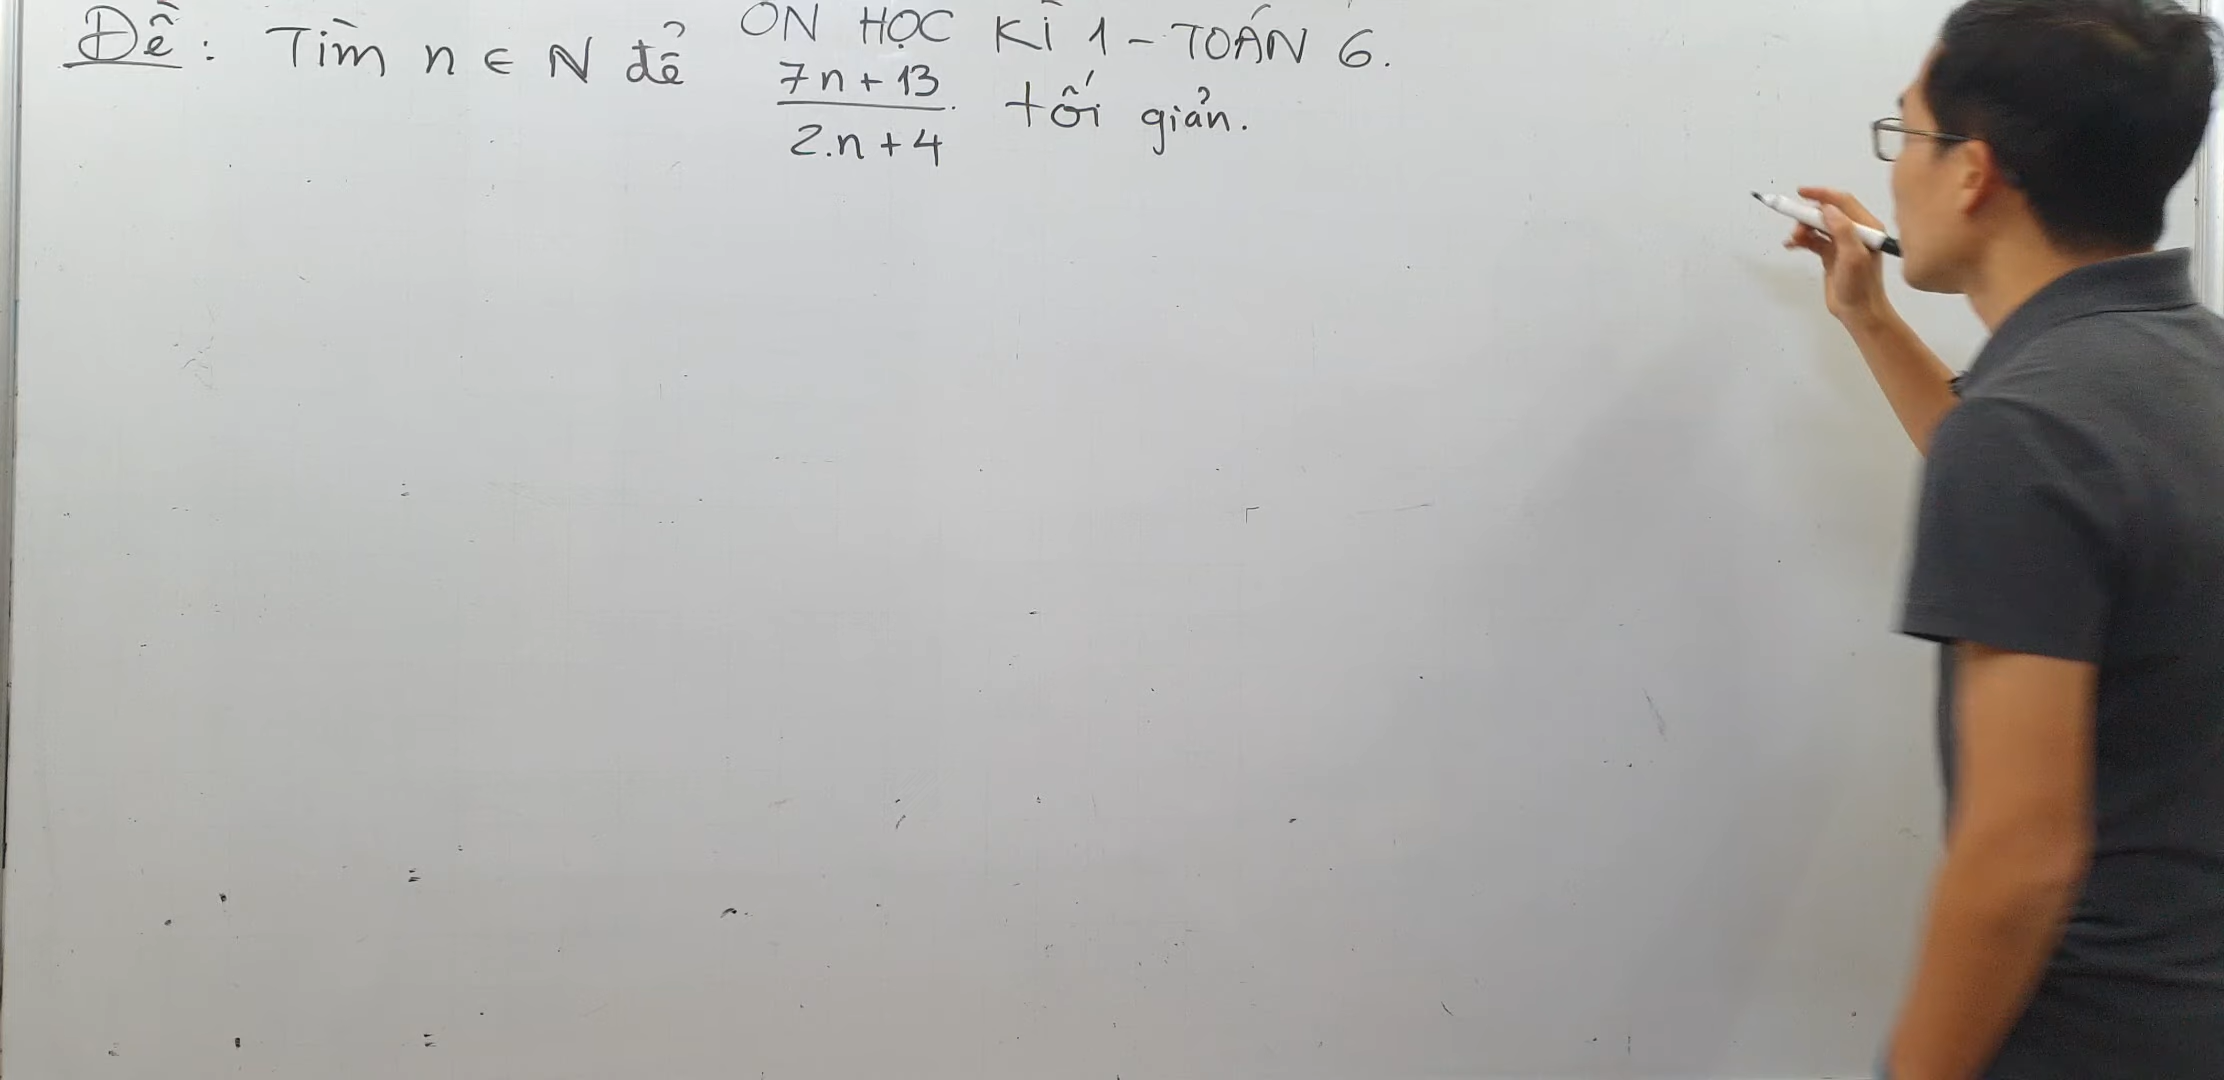 ÔN HỌC KÌ 1 - TOÁN 6.
Đề: Tìm n ∈ N để 7n + 13 / 2.n + 4 tối giản.